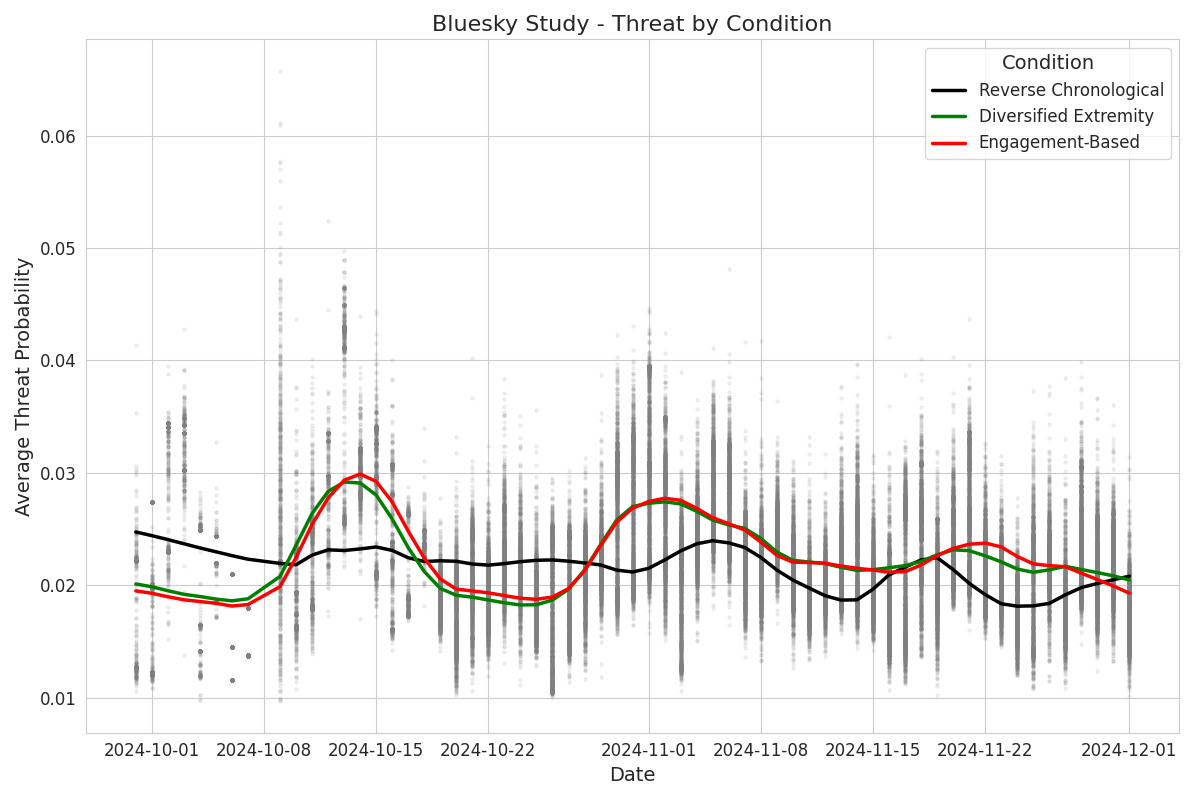 Bluesky Study - Threat by Condition
Condition
Reverse Chronological
Diversified Extremity
Engagement-Based
Average Threat Probability
0.06
0.05
0.04
0.03
0.02
0.01
2024-10-01
2024-10-08
2024-10-15
2024-10-22
2024-11-01
2024-11-08
2024-11-15
2024-11-22
2024-12-01
Date